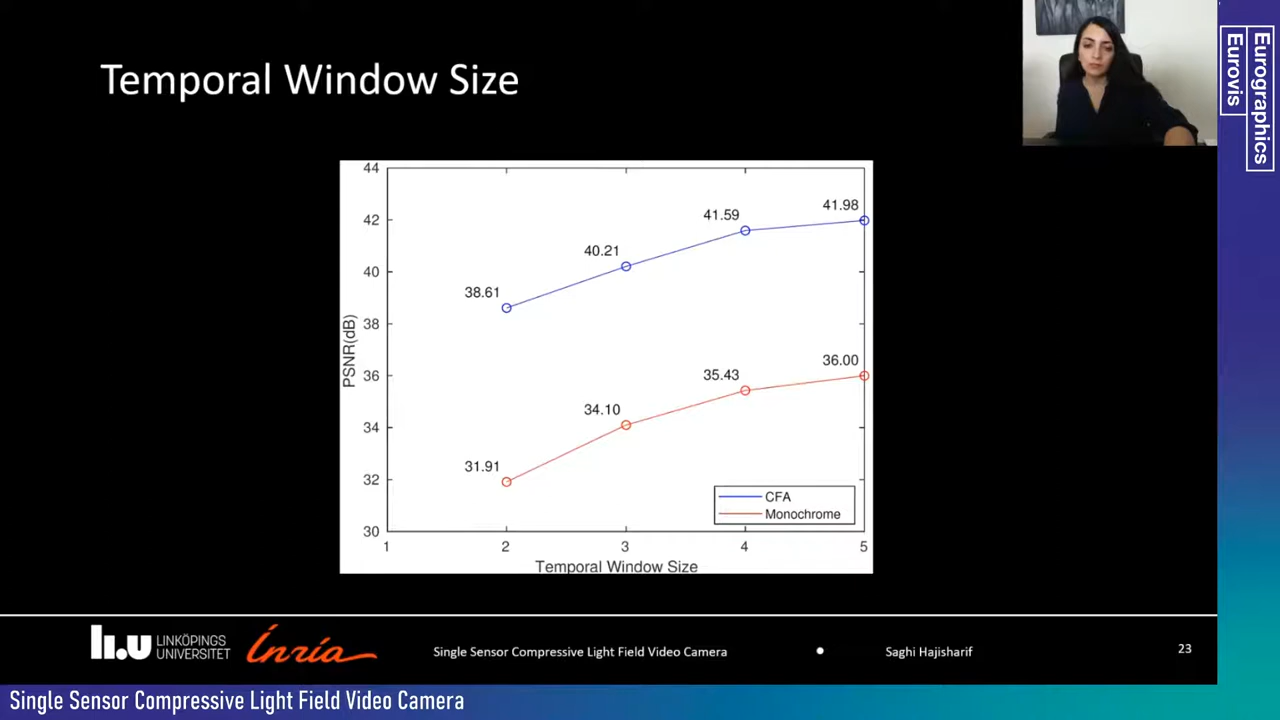 Temporal Window Size
Eurographics
Eurovis
44
42
40
38
36
34
32
30
PSNR(dB)
38.61
40.21
41.59
41.98
31.91
34.10
35.43
36.00
CFA
Monochrome
1 2 3 4 5
Temporal Window Size
LINKÖPINGS
UNIVERSITET
li.u
Inria
Single Sensor Compressive Light Field Video Camera • Saghi Hajisharif 23
Single Sensor Compressive Light Field Video Camera